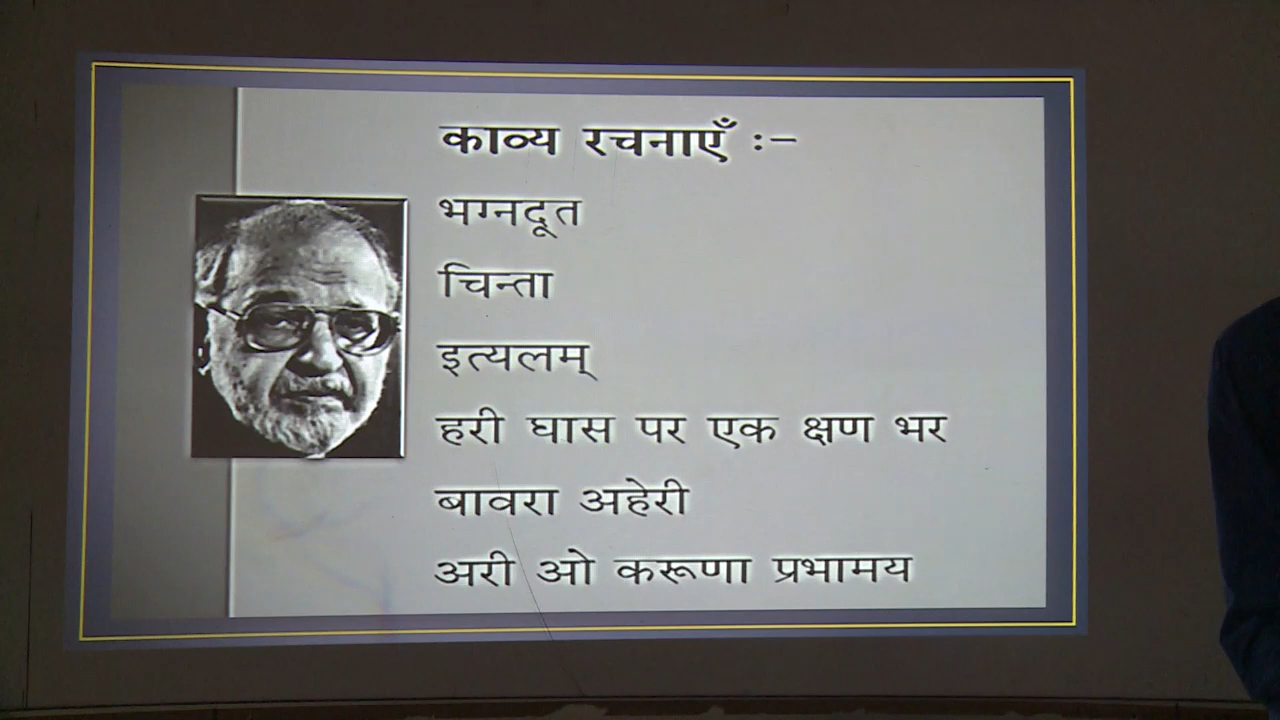 काव्य रचनाएँ :-
भग्नदूत
चिन्ता
इत्यलम्
हरी घास पर एक क्षण भर
बावरा अहेरी
अरी ओ करूणा प्रभामय